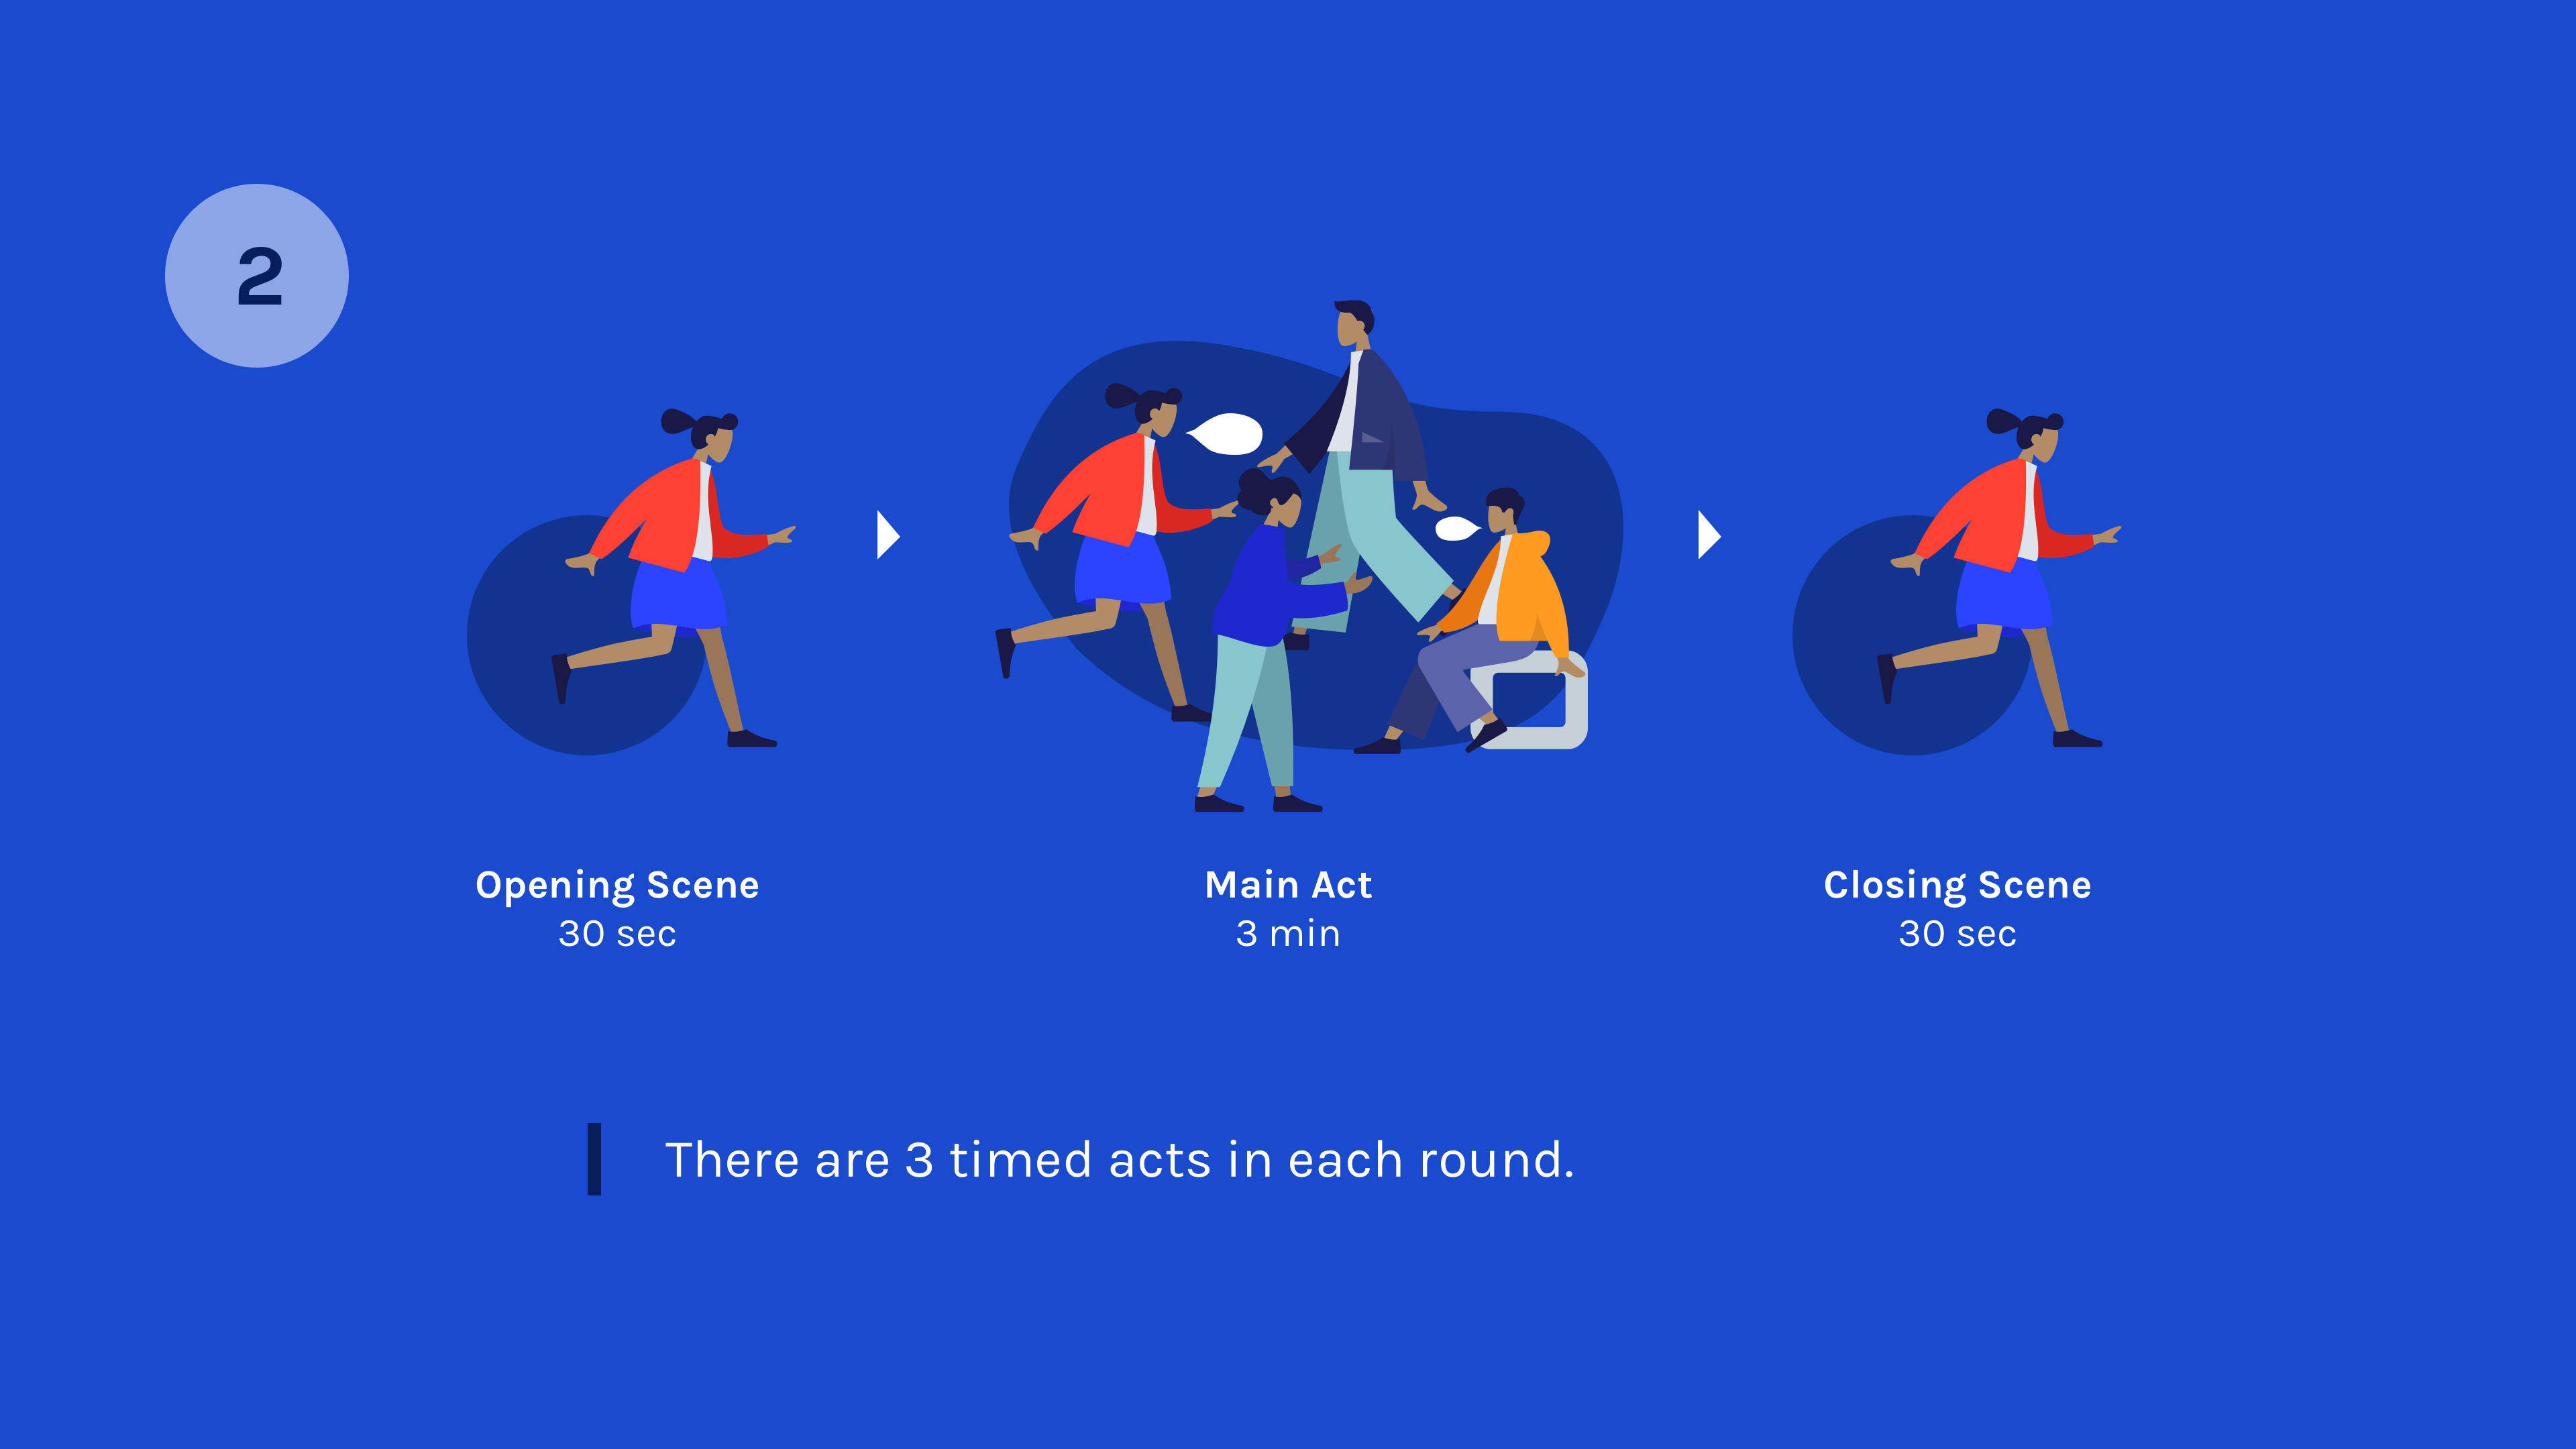 2
Opening Scene
30 sec
Main Act
3 min
Closing Scene
30 sec
There are 3 timed acts in each round.